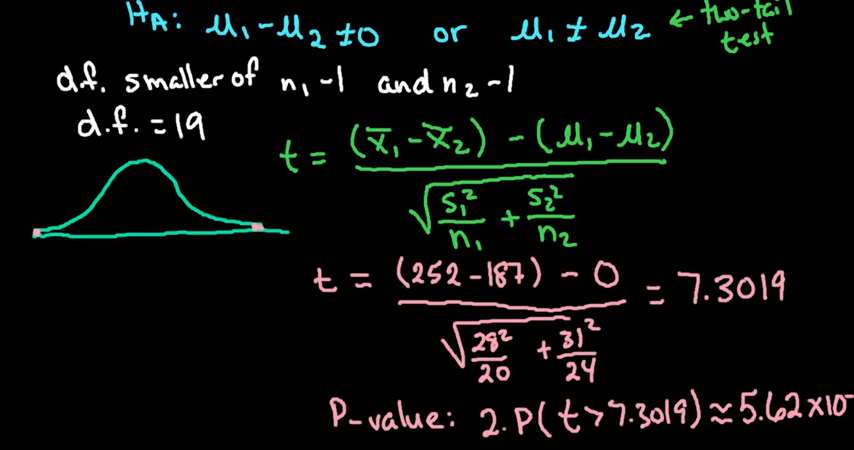 HA: μ1 - μ2 ≠ 0 or μ1 ≠ μ2 ← two-tail test
d.f. smaller of n1 - 1 and n2 - 1
d.f. = 19
t = ((x̄1 - x̄2) - (μ1 - μ2)) / √(s1²/n1 + s2²/n2)
t = ((252 - 187) - 0) / √(28²/20 + 31²/24) = 7.3019
P-value: 2·P(t > 7.3019) ≈ 5.62 × 10-